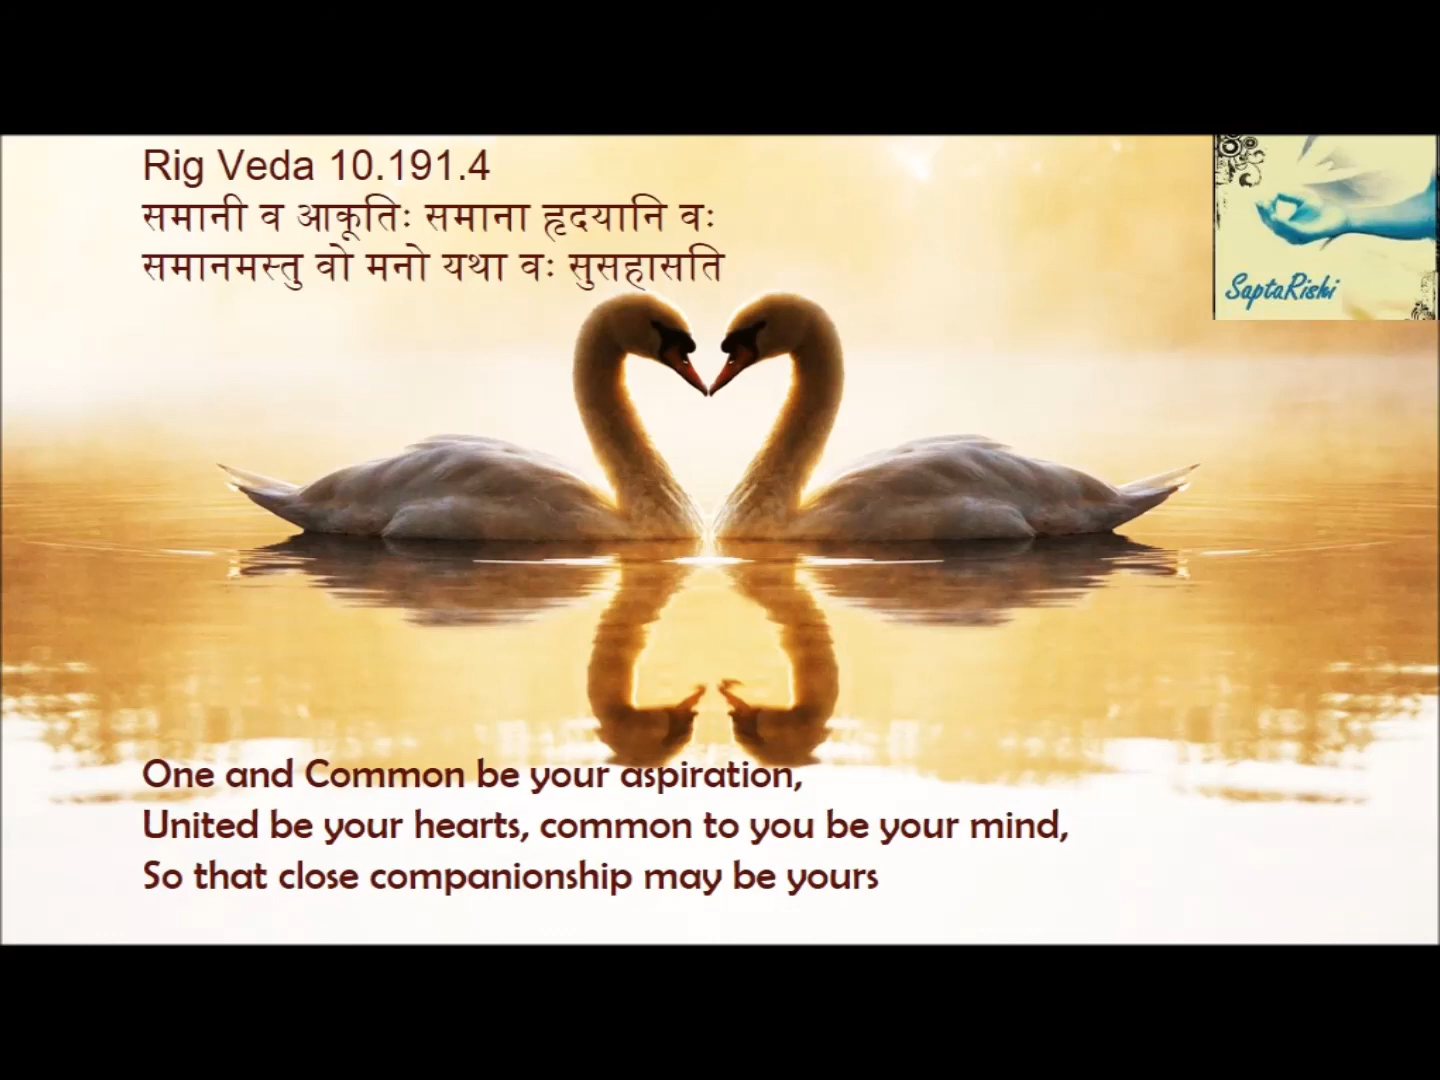 Rig Veda 10.191.4
समानी व आकूतिः समाना हृदयानि वः
समानमस्तु वो मनो यथा वः सुसहासति
SaptaRishi
One and Common be your aspiration,
United be your hearts, common to you be your mind,
So that close companionship may be yours